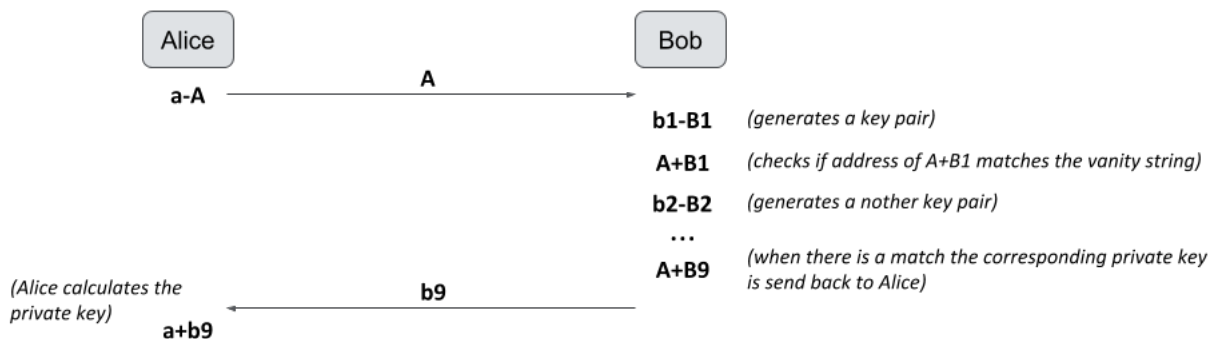 Alice
Bob
a-A
A
b1-B1 (generates a key pair)
A+B1 (checks if address of A+B1 matches the vanity string)
b2-B2 (generates a nother key pair)
...
A+B9 (when there is a match the corresponding private key
is send back to Alice)
(Alice calculates the
private key)
b9
a+b9